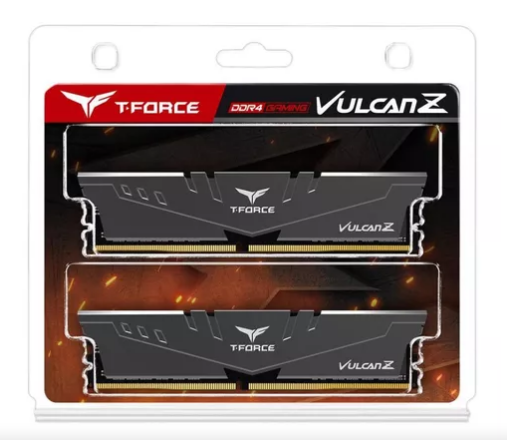 T-FORCE DDR4 GAMING VULCAN Z
T-FORCE
VULCAN Z
T-FORCE
VULCAN Z